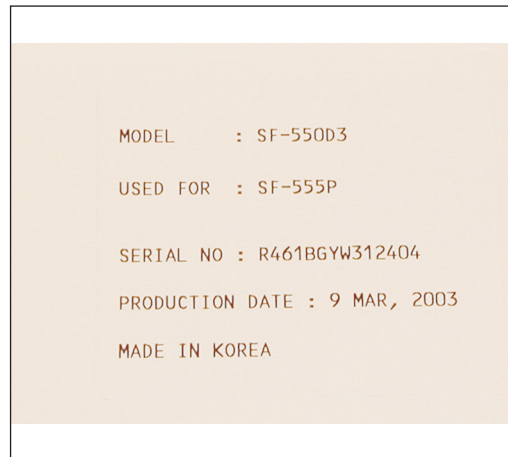 MODEL : SF-550D3
USED FOR : SF-555P
SERIAL NO : R461BGYW312404
PRODUCTION DATE : 9 MAR, 2003
MADE IN KOREA